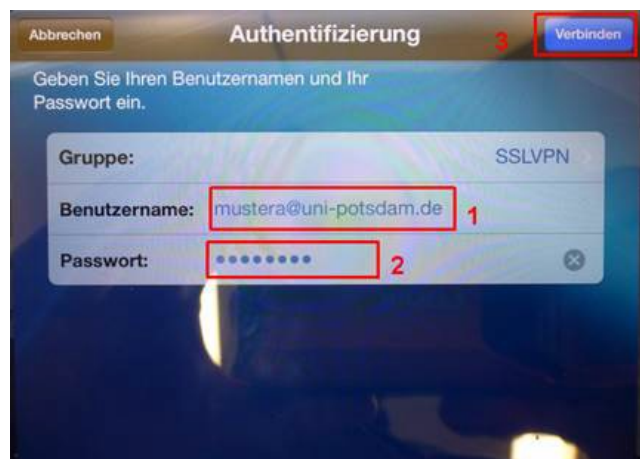 Abbrechen Authentifizierung 3 Verbinden
Geben Sie Ihren Benutzernamen und Ihr
Passwort ein.
Gruppe: SSLVPN
Benutzername: mustera@uni-potsdam.de 1
Passwort: •••••••• 2